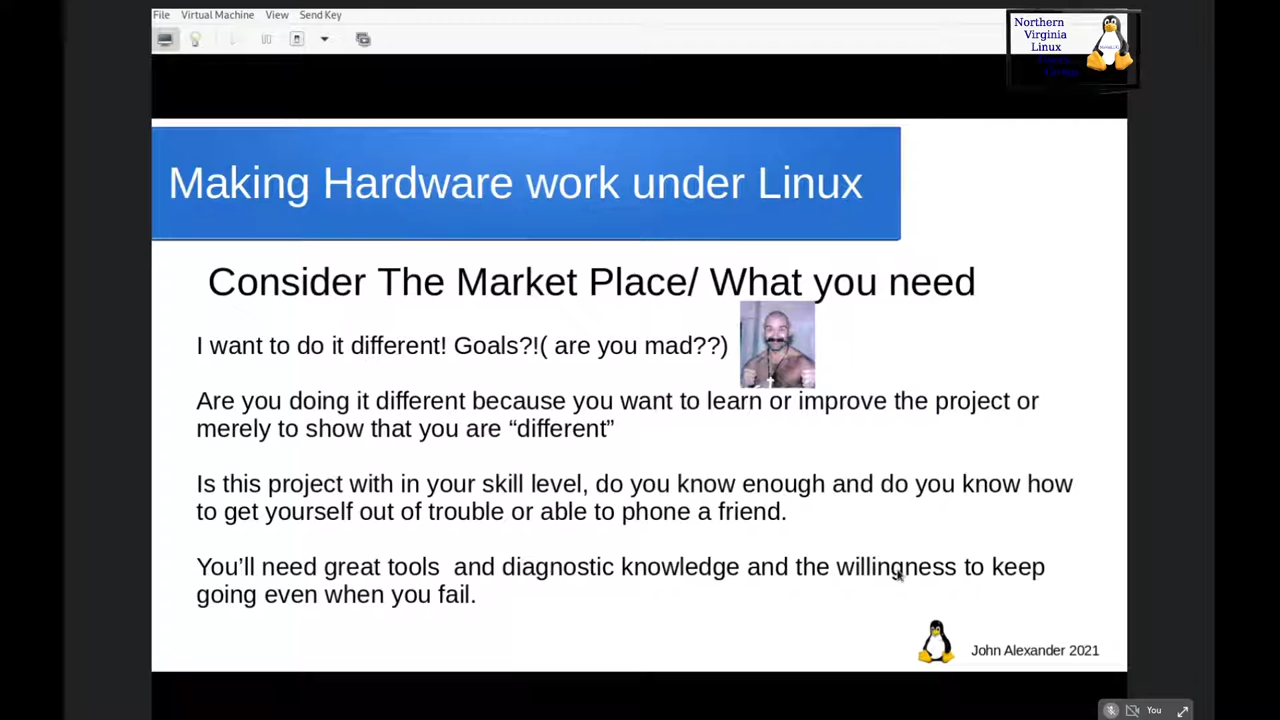 File Virtual Machine View Send Key
Northern
Virginia
Linux
Making Hardware work under Linux
Consider The Market Place/ What you need
I want to do it different! Goals?!( are you mad??)
Are you doing it different because you want to learn or improve the project or
merely to show that you are “different”
Is this project with in your skill level, do you know enough and do you know how
to get yourself out of trouble or able to phone a friend.
You’ll need great tools  and diagnostic knowledge and the willingness to keep
going even when you fail.
John Alexander 2021
You